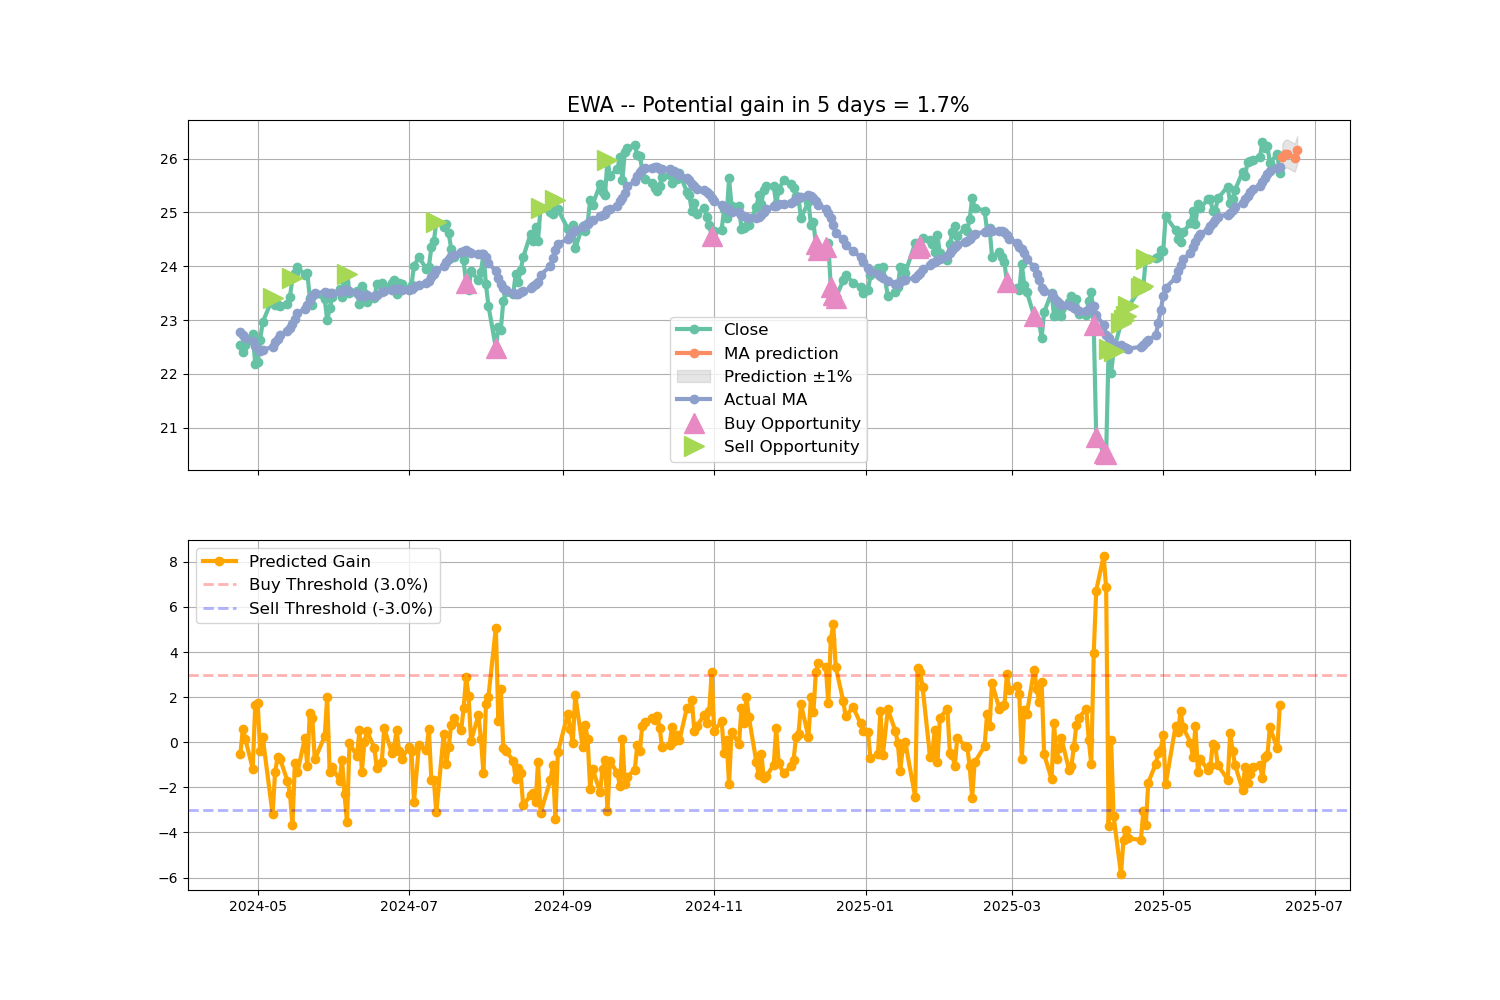 EWA -- Potential gain in 5 days = 1.7%
26
25
24
23
22
21
Close
MA prediction
Prediction ±1%
Actual MA
Buy Opportunity
Sell Opportunity
8
6
4
2
0
−2
−4
−6
Predicted Gain
Buy Threshold (3.0%)
Sell Threshold (-3.0%)
2024-05 2024-07 2024-09 2024-11 2025-01 2025-03 2025-05 2025-07